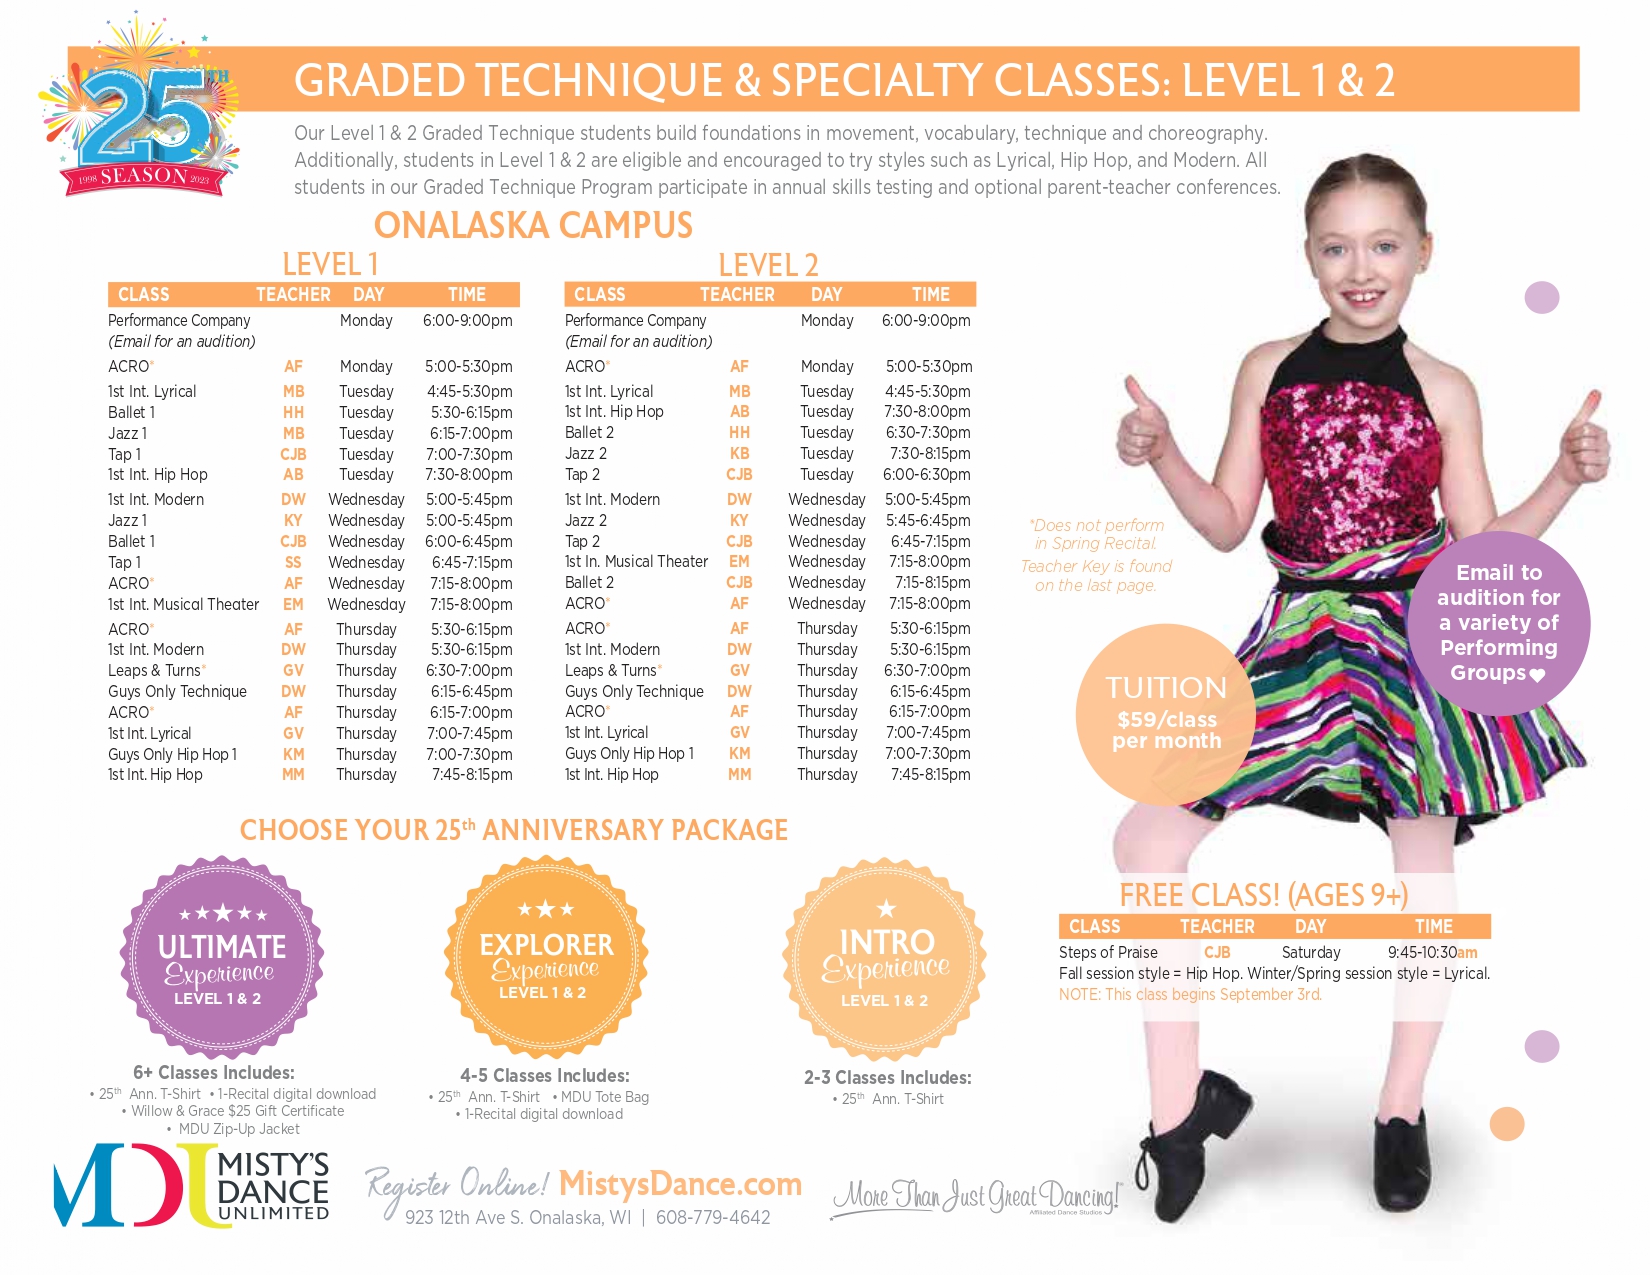 25TH
1998 SEASON 2023
GRADED TECHNIQUE & SPECIALTY CLASSES: LEVEL 1 & 2
Our Level 1 & 2 Graded Technique students build foundations in movement, vocabulary, technique and choreography.
Additionally, students in Level 1 & 2 are eligible and encouraged to try styles such as Lyrical, Hip Hop, and Modern. All
students in our Graded Technique Program participate in annual skills testing and optional parent-teacher conferences.
ONALASKA CAMPUS
LEVEL 1
CLASS TEACHER DAY TIME
Performance Company Monday 6:00-9:00pm
(Email for an audition)
ACRO* AF Monday 5:00-5:30pm
1st Int. Lyrical MB Tuesday 4:45-5:30pm
Ballet 1 HH Tuesday 5:30-6:15pm
Jazz 1 MB Tuesday 6:15-7:00pm
Tap 1 CJB Tuesday 7:00-7:30pm
1st Int. Hip Hop AB Tuesday 7:30-8:00pm
1st Int. Modern DW Wednesday 5:00-5:45pm
Jazz 1 KY Wednesday 5:00-5:45pm
Ballet 1 CJB Wednesday 6:00-6:45pm
Tap 1 SS Wednesday 6:45-7:15pm
ACRO* AF Wednesday 7:15-8:00pm
1st Int. Musical Theater EM Wednesday 7:15-8:00pm
ACRO* AF Thursday 5:30-6:15pm
1st Int. Modern DW Thursday 5:30-6:15pm
Leaps & Turns* GV Thursday 6:30-7:00pm
Guys Only Technique DW Thursday 6:15-6:45pm
ACRO* AF Thursday 6:15-7:00pm
1st Int. Lyrical GV Thursday 7:00-7:45pm
Guys Only Hip Hop 1 KM Thursday 7:00-7:30pm
1st Int. Hip Hop MM Thursday 7:45-8:15pm
LEVEL 2
CLASS TEACHER DAY TIME
Performance Company Monday 6:00-9:00pm
(Email for an audition)
ACRO* AF Monday 5:00-5:30pm
1st Int. Lyrical MB Tuesday 4:45-5:30pm
1st Int. Hip Hop AB Tuesday 7:30-8:00pm
Ballet 2 HH Tuesday 6:30-7:30pm
Jazz 2 KB Tuesday 7:30-8:15pm
Tap 2 CJB Tuesday 6:00-6:30pm
1st Int. Modern DW Wednesday 5:00-5:45pm
Jazz 2 KY Wednesday 5:45-6:45pm
Tap 2 CJB Wednesday 6:45-7:15pm
1st In. Musical Theater EM Wednesday 7:15-8:00pm
Ballet 2 CJB Wednesday 7:15-8:15pm
ACRO* AF Wednesday 7:15-8:00pm
ACRO* AF Thursday 5:30-6:15pm
1st Int. Modern DW Thursday 5:30-6:15pm
Leaps & Turns* GV Thursday 6:30-7:00pm
Guys Only Technique DW Thursday 6:15-6:45pm
ACRO* AF Thursday 6:15-7:00pm
1st Int. Lyrical GV Thursday 7:00-7:45pm
Guys Only Hip Hop 1 KM Thursday 7:00-7:30pm
1st Int. Hip Hop MM Thursday 7:45-8:15pm
*Does not perform
in Spring Recital.
Teacher Key is found
on the last page.
Email to
audition for
a variety of
Performing
Groups
TUITION
$59/class
per month
CHOOSE YOUR 25th ANNIVERSARY PACKAGE
ULTIMATE
Experience
LEVEL 1 & 2
6+ Classes Includes:
• 25th Ann. T-Shirt • 1-Recital digital download
• Willow & Grace $25 Gift Certificate
• MDU Zip-Up Jacket
EXPLORER
Experience
LEVEL 1 & 2
4-5 Classes Includes:
• 25th Ann. T-Shirt • MDU Tote Bag
• 1-Recital digital download
INTRO
Experience
LEVEL 1 & 2
2-3 Classes Includes:
• 25th Ann. T-Shirt
FREE CLASS! (AGES 9+)
CLASS TEACHER DAY TIME
Steps of Praise CJB Saturday 9:45-10:30am
Fall session style = Hip Hop. Winter/Spring session style = Lyrical.
NOTE: This class begins September 3rd.
MDU
MISTY'S
DANCE
UNLIMITED
Register Online! MistysDance.com
923 12th Ave S. Onalaska, WI | 608-779-4642
More Than Just Great Dancing!
Affiliated Dance Studios